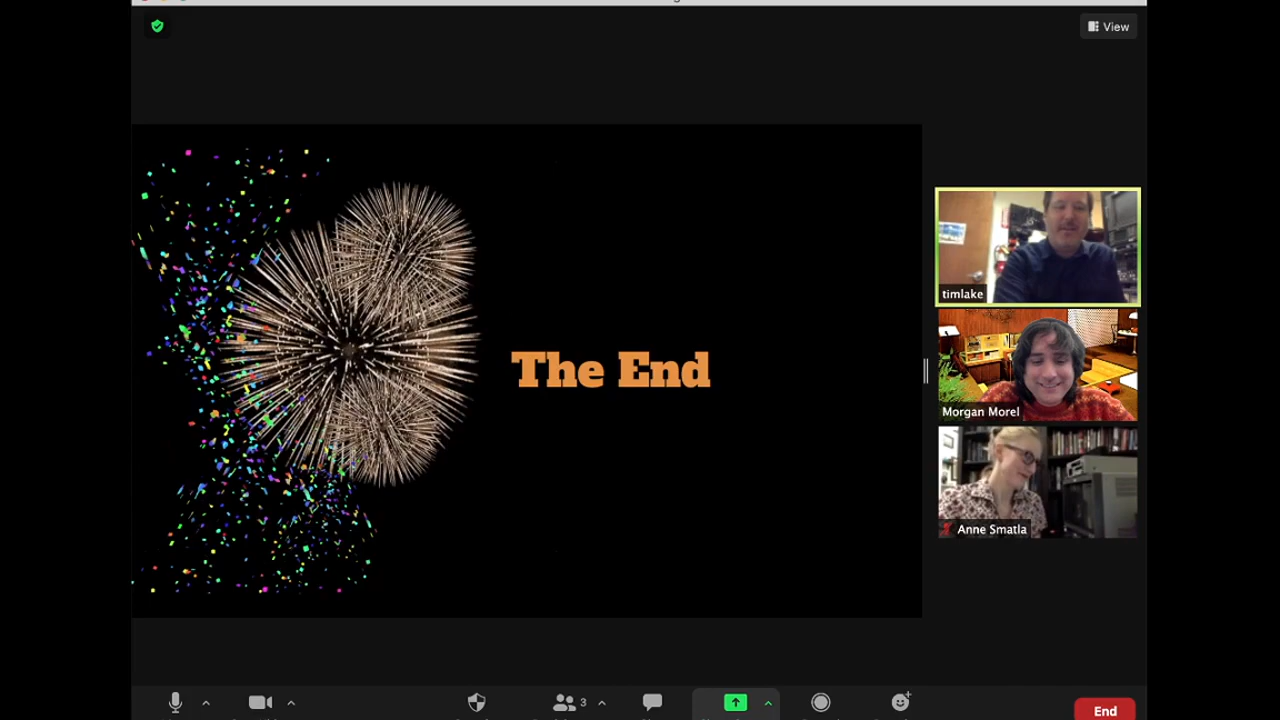 View
The End
timlake
Morgan Morel
Anne Smatla
3
End